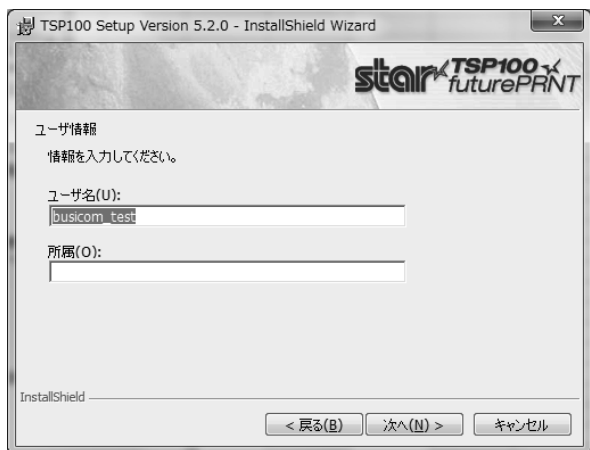 TSP100 Setup Version 5.2.0 - InstallShield Wizard
star TSP100 futurePRNT
ユーザ情報
情報を入力してください。
ユーザ名(U):
busicom_test
所属(O):
InstallShield
< 戻る(B) 次へ(N) > キャンセル